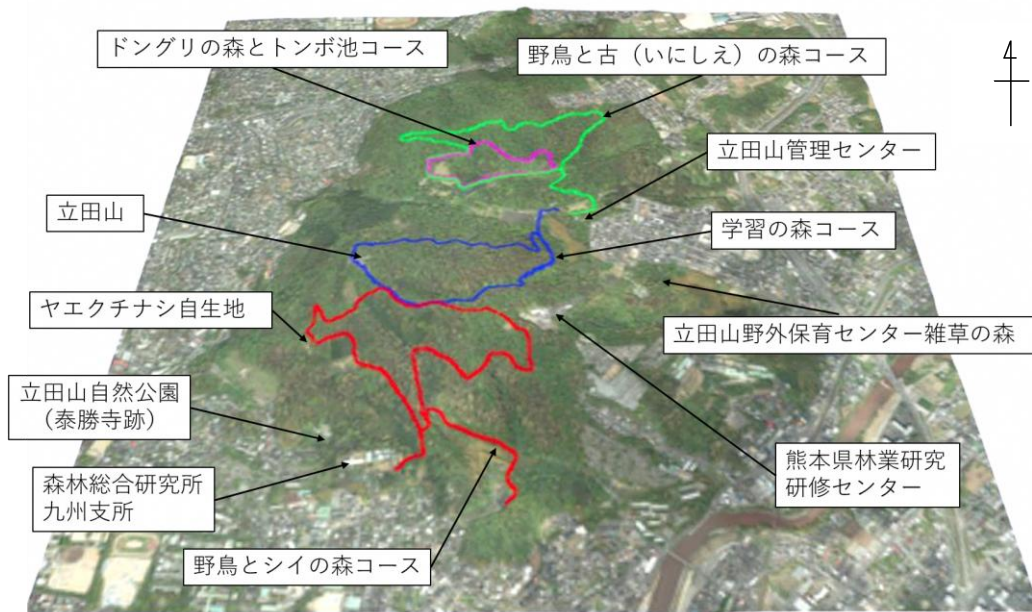 ドングリの森とトンボ池コース
野鳥と古（いにしえ）の森コース
立田山管理センター
立田山
学習の森コース
ヤエクチナシ自生地
立田山野外保育センター雑草の森
立田山自然公園
（泰勝寺跡）
熊本県林業研究
研修センター
森林総合研究所
九州支所
野鳥とシイの森コース